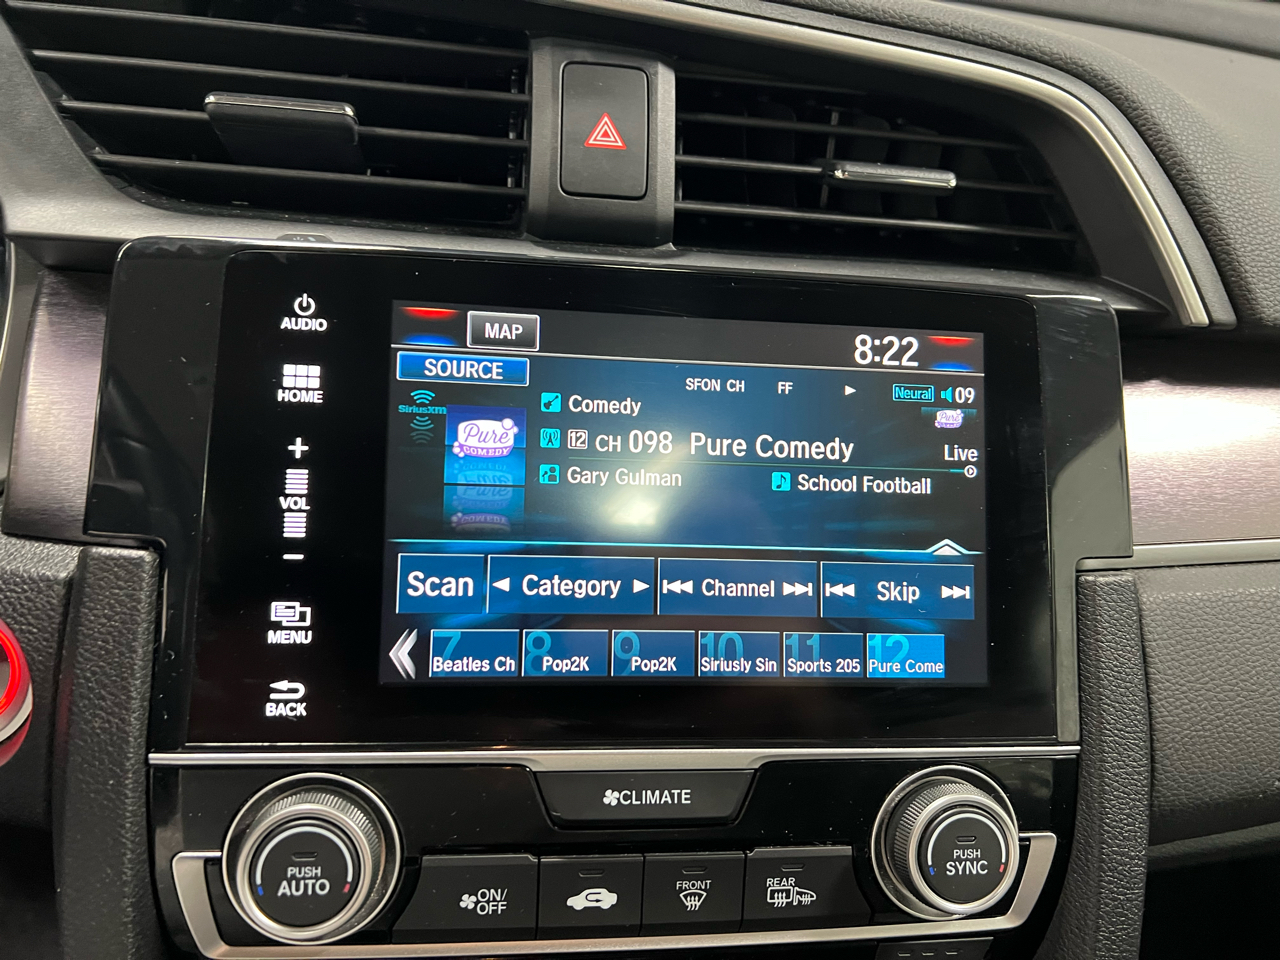 AUDIO
HOME
+
VOL
−
MENU
BACK
MAP
8:22
SOURCE
SFON CH FF
Neural 09
SiriusXM
Pure
COMEDY
Comedy
Pure
12 CH 098 Pure Comedy
Live
Gary Gulman
School Football
Scan
Category
Channel
Skip
7 Beatles Ch
8 Pop2K
9 Pop2K
10 Siriusly Sin
11 Sports 205
12 Pure Come
CLIMATE
PUSH
AUTO
ON/
OFF
FRONT
REAR
PUSH
SYNC